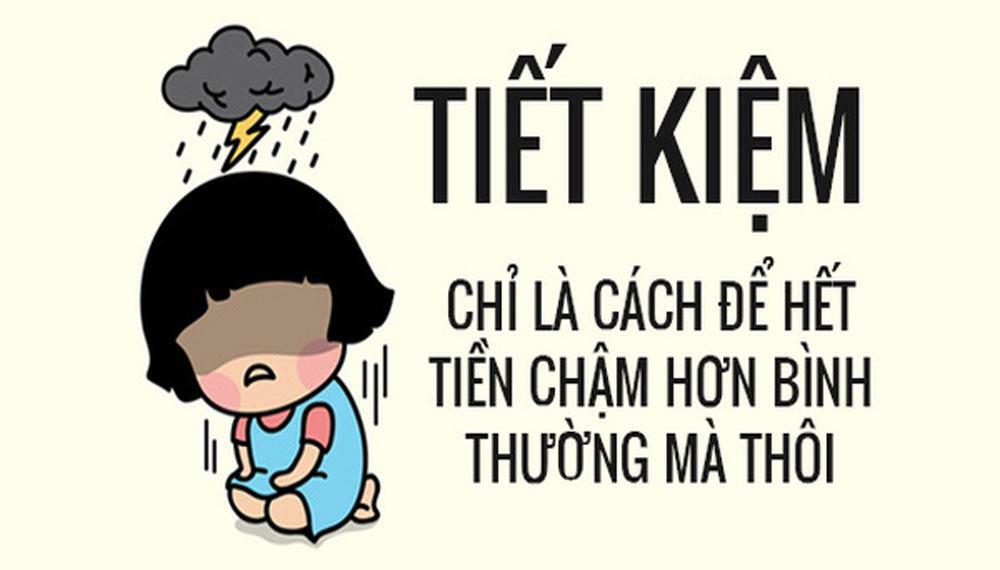 TIẾT KIỆM
CHỈ LÀ CÁCH ĐỂ HẾT
TIỀN CHẬM HƠN BÌNH
THƯỜNG MÀ THÔI